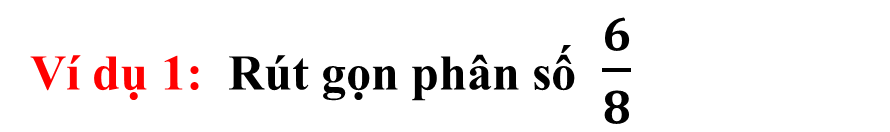 Ví dụ 1: Rút gọn phân số 6/8